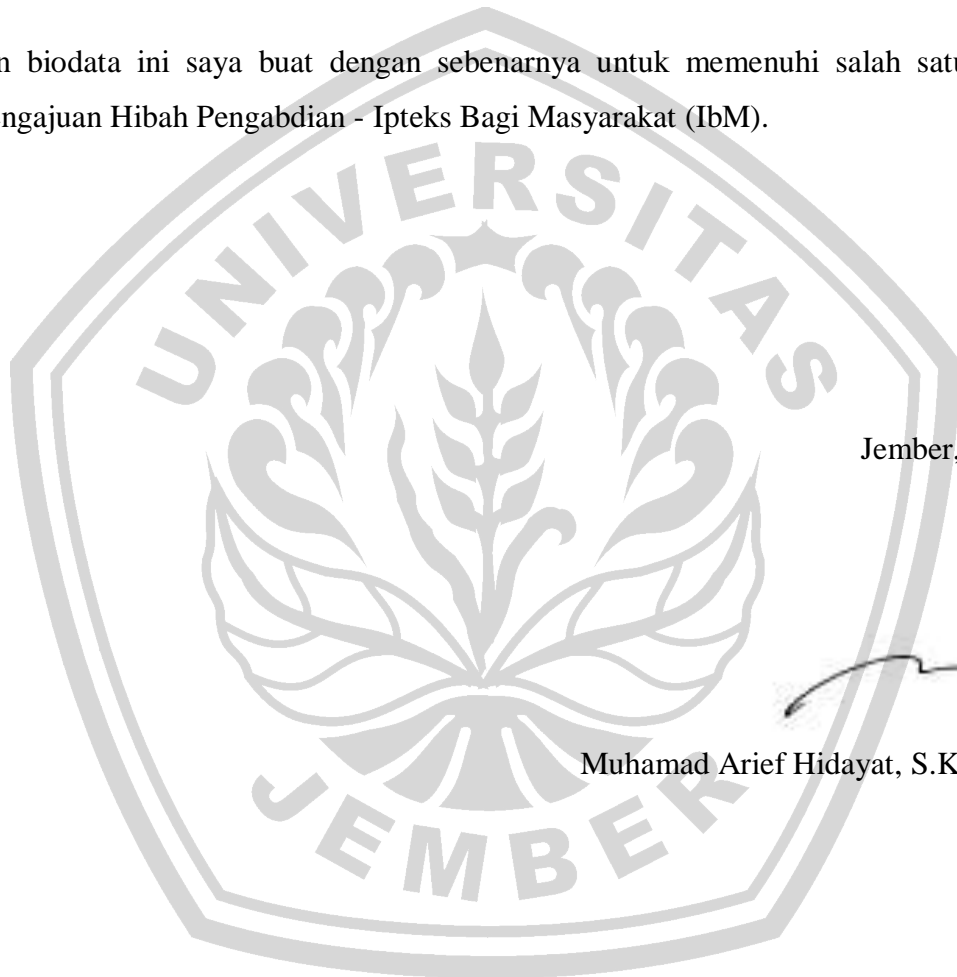 n biodata ini saya buat dengan sebenarnya untuk memenuhi salah satu
engajuan Hibah Pengabdian - Ipteks Bagi Masyarakat (IbM).
UNIVERSITAS
Jember,
Muhamad Arief Hidayat, S.K
JEMBER